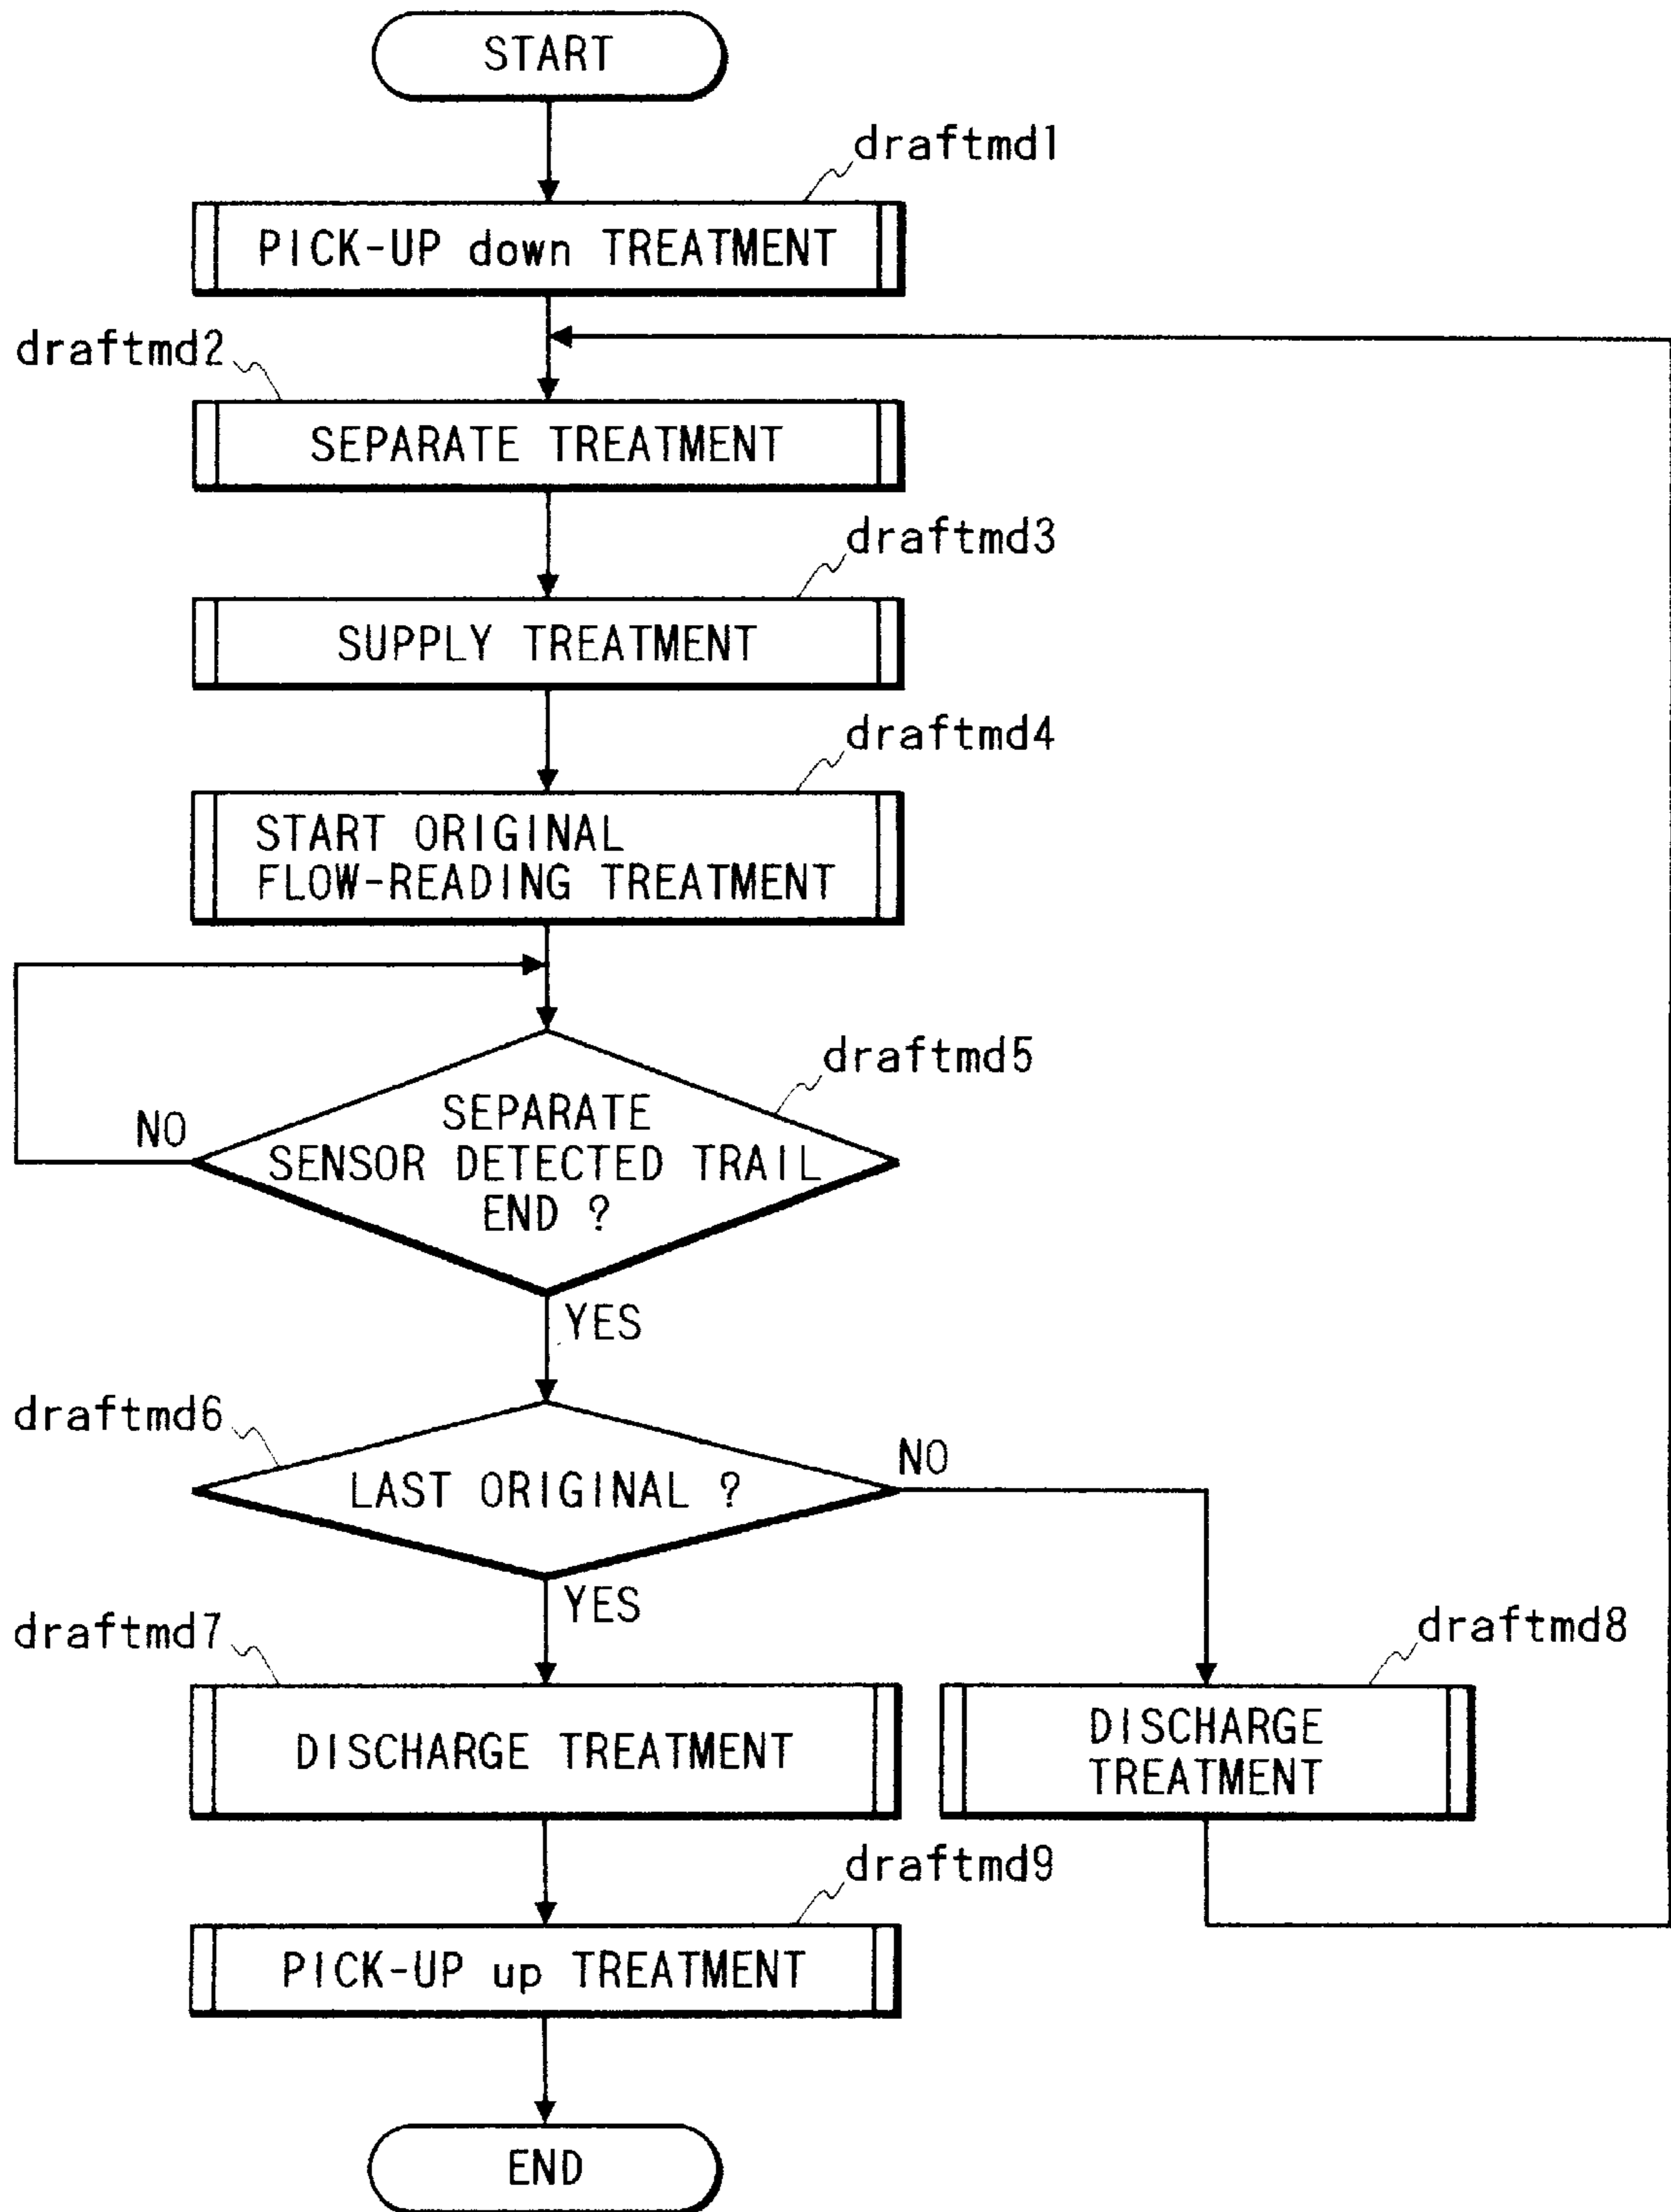 START
draftmd1
PICK-UP down TREATMENT
draftmd2
SEPARATE TREATMENT
draftmd3
SUPPLY TREATMENT
draftmd4
START ORIGINAL
FLOW-READING TREATMENT
draftmd5
SEPARATE
SENSOR DETECTED TRAIL
END ?
NO
YES
draftmd6
LAST ORIGINAL ?
NO
YES
draftmd7
DISCHARGE TREATMENT
draftmd8
DISCHARGE
TREATMENT
draftmd9
PICK-UP up TREATMENT
END